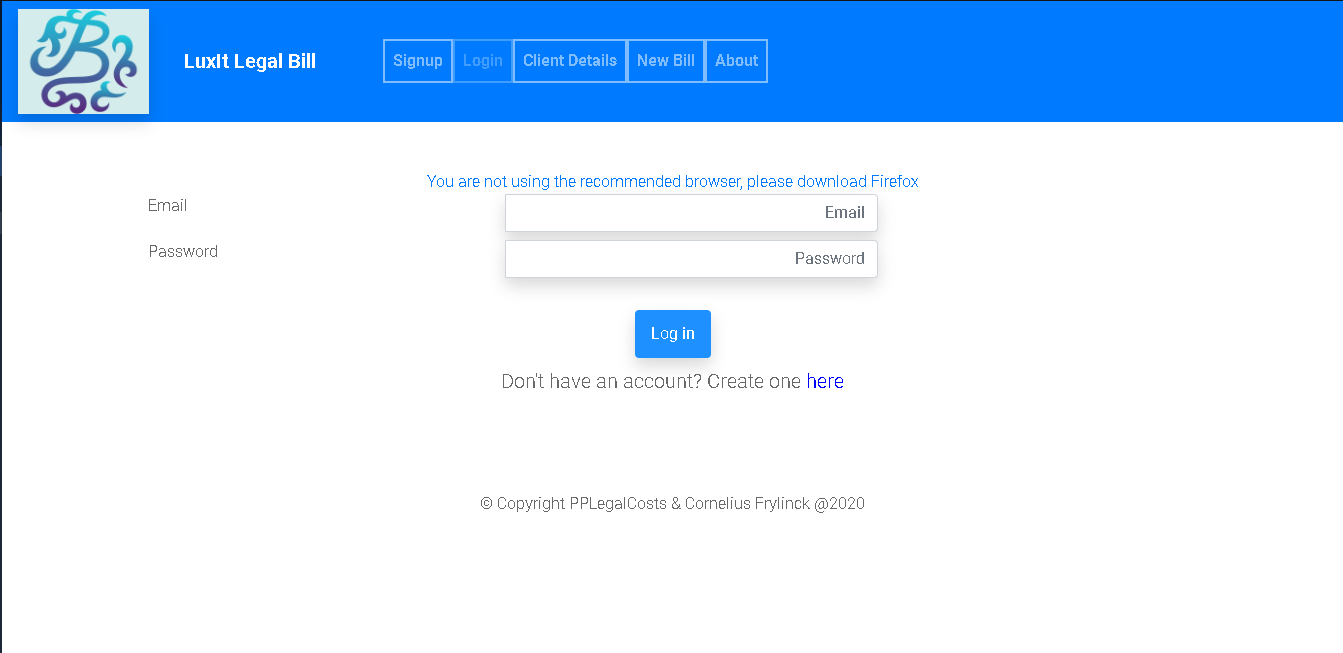 LuxIt Legal Bill
Signup Login Client Details New Bill About
You are not using the recommended browser, please download Firefox
Email Email
Password Password
Log in
Don't have an account? Create one here
© Copyright PPLegalCosts & Cornelius Frylinck @2020